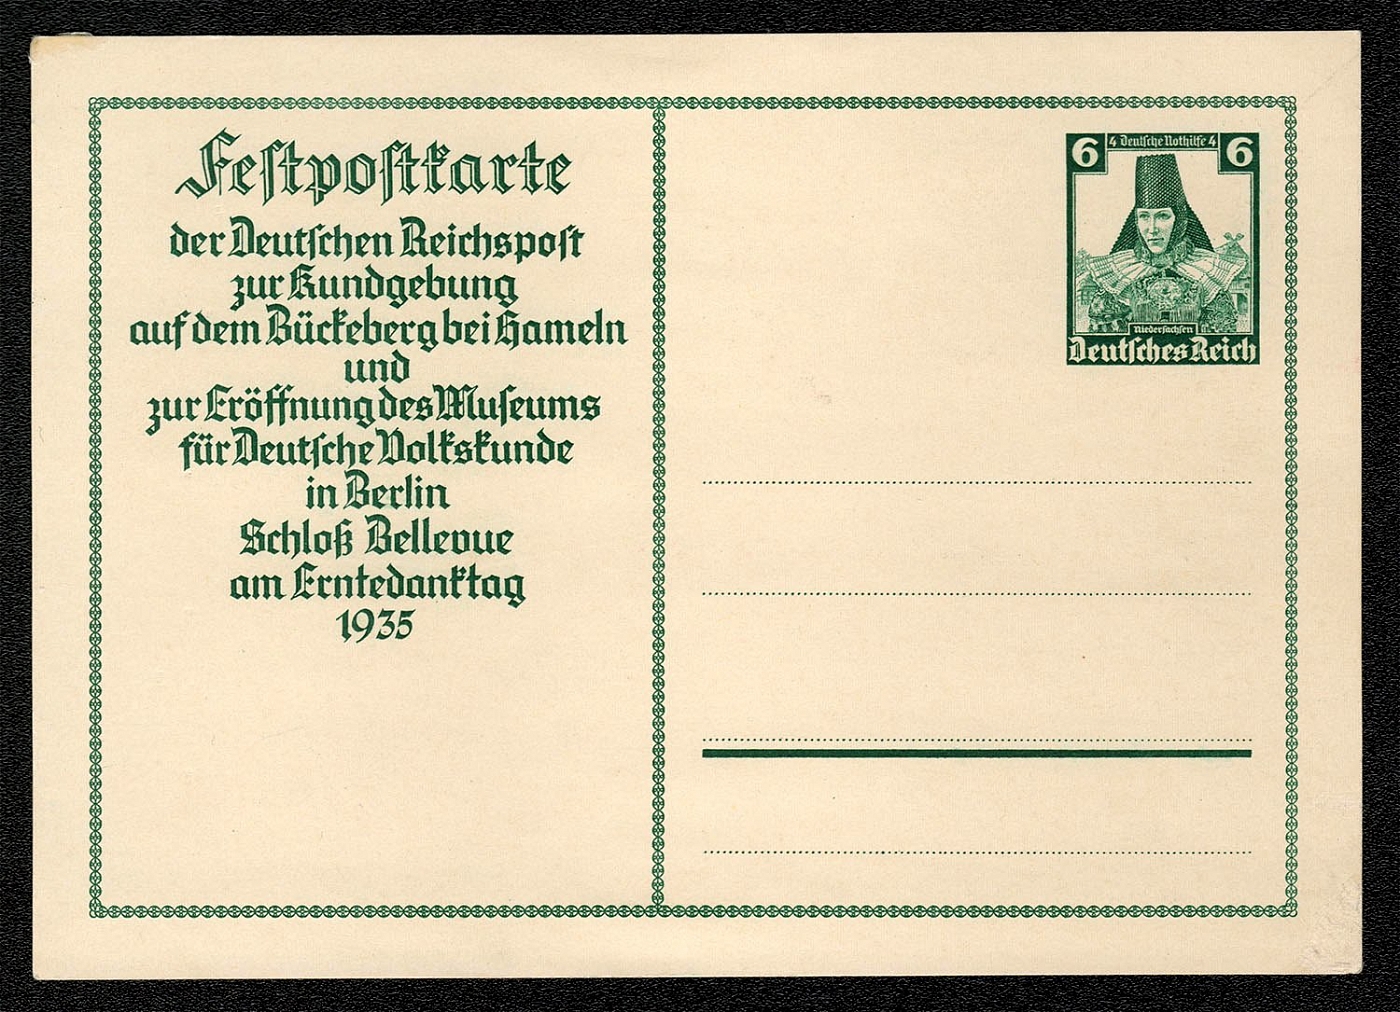 Festpostkarte
der Deutschen Reichspost
zur Kundgebung
auf dem Bückeberg bei Hameln
und
zur Eröffnung des Museums
für Deutsche Volkskunde
in Berlin
Schloß Bellevue
am Erntedanktag
1935
6 4 Deutsche Nothilfe 4 6
Niedersachsen
Deutsches Reich